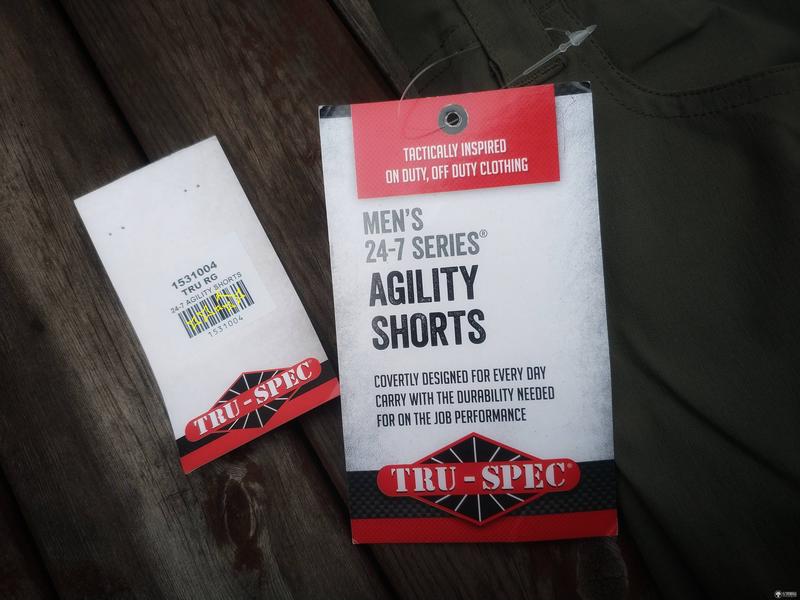 1531004
TRU RG
24-7 AGILITY SHORTS
1531004
TRU-SPEC
TACTICALLY INSPIRED
ON DUTY, OFF DUTY CLOTHING
MEN'S
24-7 SERIES®
AGILITY
SHORTS
COVERTLY DESIGNED FOR EVERY DAY
CARRY WITH THE DURABILITY NEEDED
FOR ON THE JOB PERFORMANCE
TRU-SPEC®